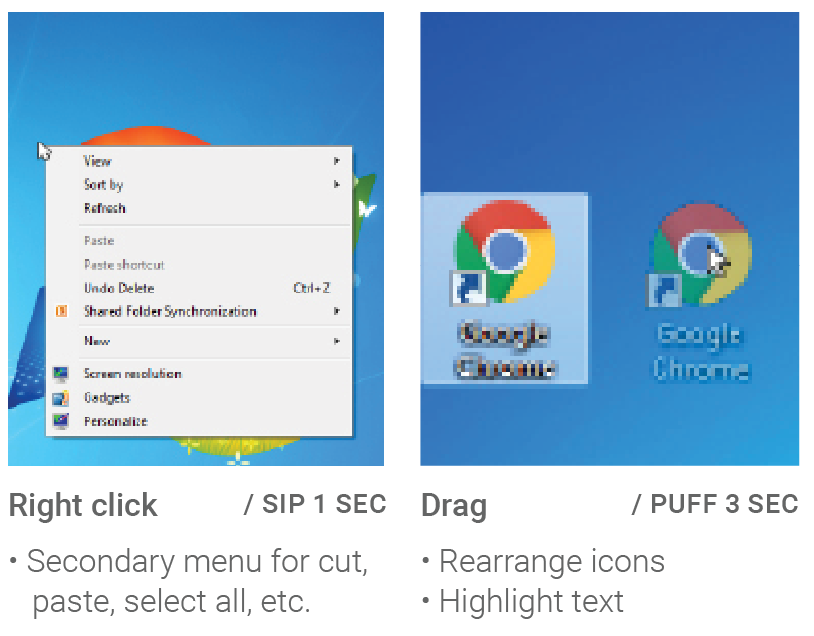 View
Sort by
Refresh
Paste
Paste shortcut
Undo Delete Ctrl+Z
Shared Folder Synchronization
New
Screen resolution
Gadgets
Personalize
Google
Chrome
Google
Chrome
Right click / SIP 1 SEC
• Secondary menu for cut,
paste, select all, etc.
Drag / PUFF 3 SEC
• Rearrange icons
• Highlight text